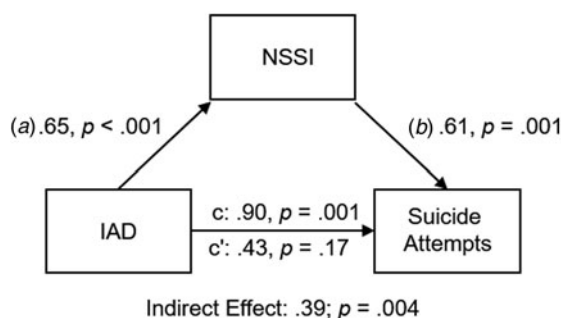 NSSI
(a) .65, p < .001
(b) .61, p = .001
IAD
c: .90, p = .001
c': .43, p = .17
Suicide
Attempts
Indirect Effect: .39; p = .004